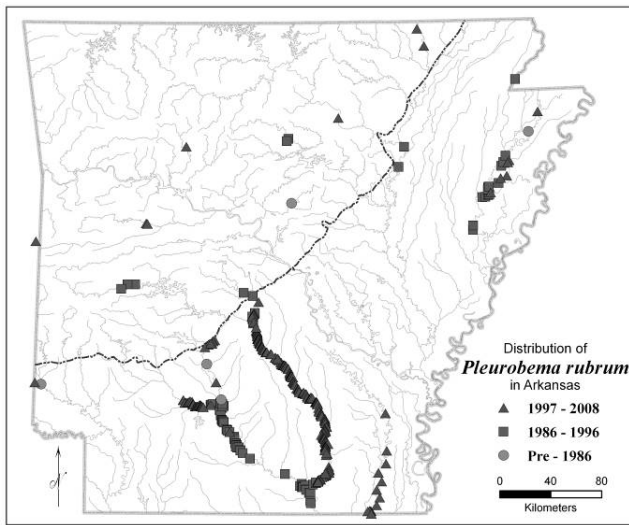 Distribution of
Pleurobema rubrum
in Arkansas
1997 - 2008
1986 - 1996
Pre - 1986
0 40 80
Kilometers
N